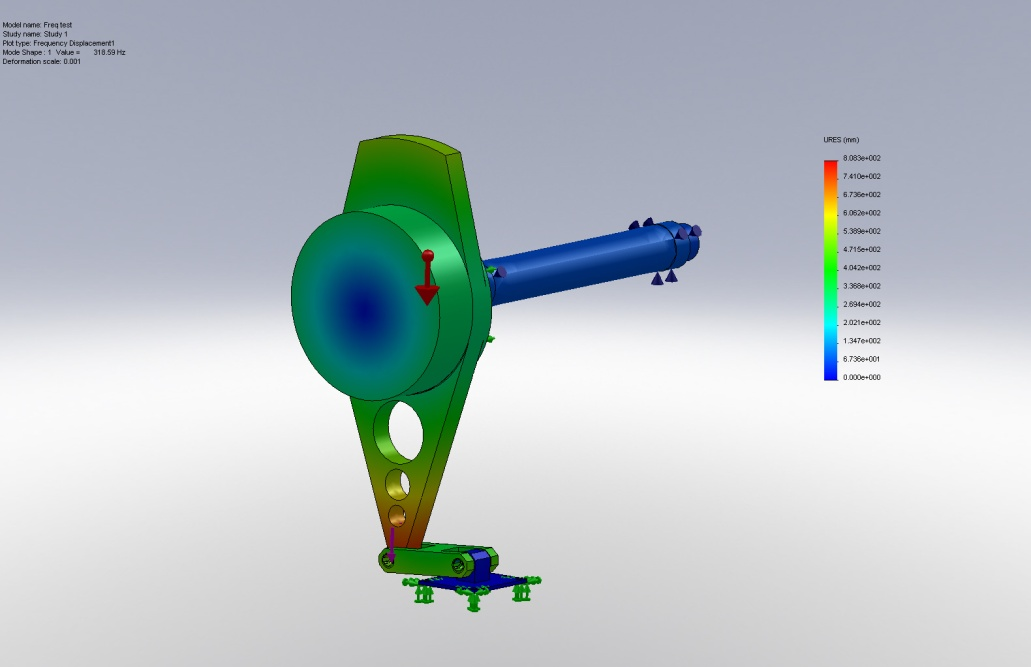 Model name: Freq test
Study name: Study 1
Plot type: Frequency Displacement1
Mode Shape : 1 Value = 318.59 Hz
Deformation scale: 0.001
URES (mm)
8.083e+002
7.410e+002
6.736e+002
6.062e+002
5.389e+002
4.715e+002
4.042e+002
3.368e+002
2.694e+002
2.021e+002
1.347e+002
6.736e+001
0.000e+000